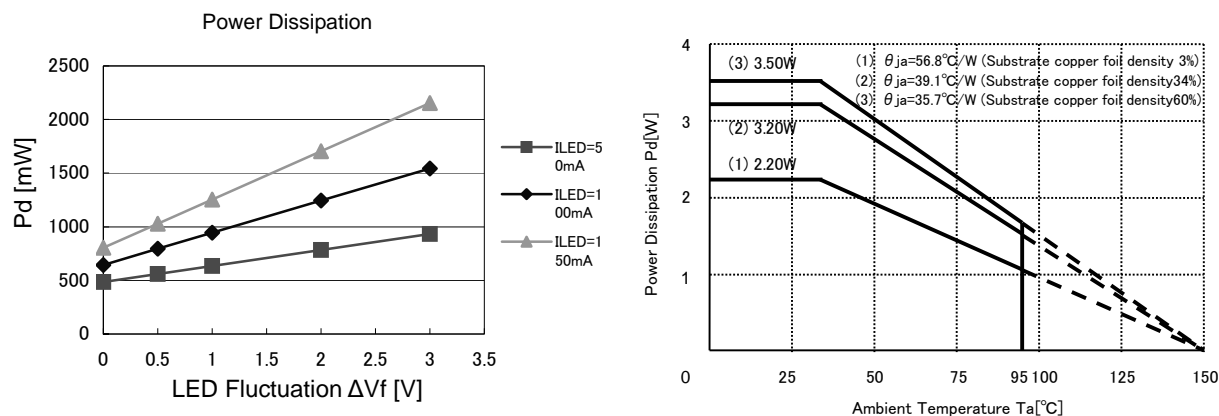 Power Dissipation
2500
2000
1500
1000
500
0
Pd [mW]
0 0.5 1 1.5 2 2.5 3 3.5
LED Fluctuation ΔVf [V]
ILED=5
0mA
ILED=1
00mA
ILED=1
50mA
4
3
2
1
0
Power Dissipation Pd[W]
(3) 3.50W
(2) 3.20W
(1) 2.20W
(1) θja=56.8℃/W (Substrate copper foil density 3%)
(2) θja=39.1℃/W (Substrate copper foil density34%)
(3) θja=35.7℃/W (Substrate copper foil density60%)
25 50 75 95 100 125 150
Ambient Temperature Ta[℃]